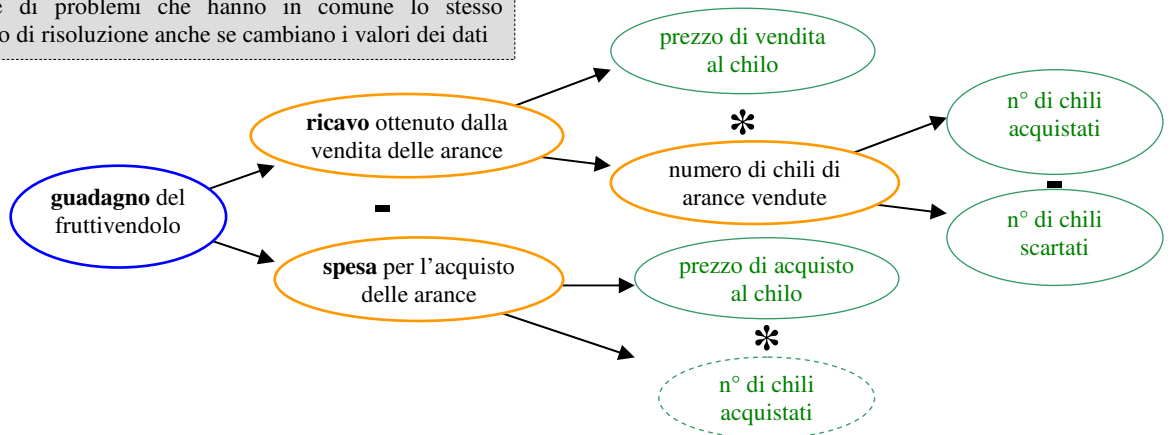 di problemi che hanno in comune lo stesso
di risoluzione anche se cambiano i valori dei dati
prezzo di vendita
al chilo
*
ricavo ottenuto dalla
vendita delle arance
n° di chili
acquistati
numero di chili di
arance vendute
-
guadagno del
fruttivendolo
-
n° di chili
scartati
spesa per l'acquisto
delle arance
prezzo di acquisto
al chilo
*
n° di chili
acquistati